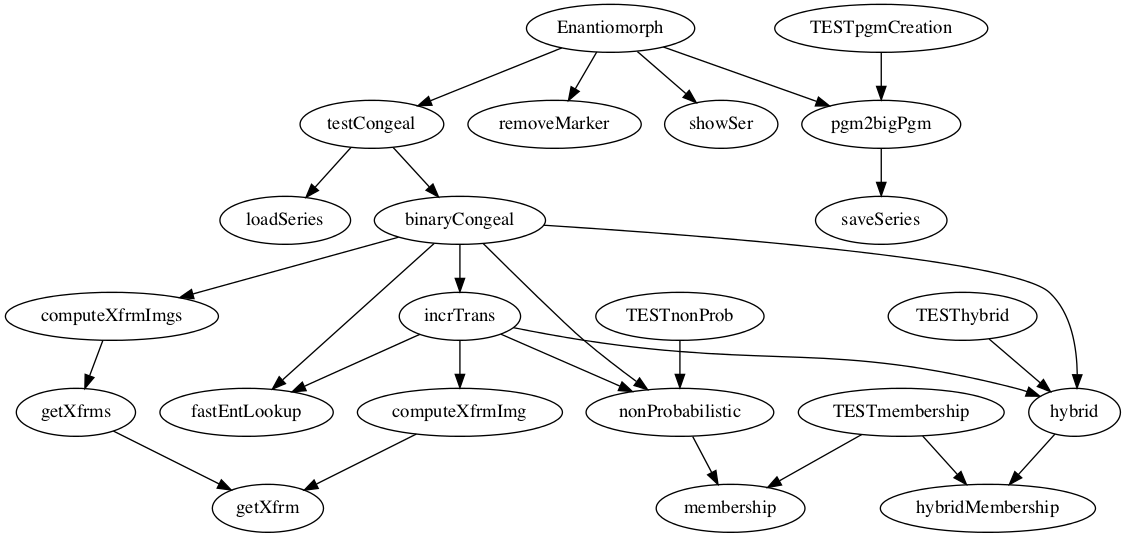 Enantiomorph
TESTpgmCreation
testCongeal
removeMarker
showSer
pgm2bigPgm
loadSeries
binaryCongeal
saveSeries
computeXfrmImgs
incrTrans
TESTnonProb
TESThybrid
getXfrms
fastEntLookup
computeXfrmImg
nonProbabilistic
TESTmembership
hybrid
getXfrm
membership
hybridMembership